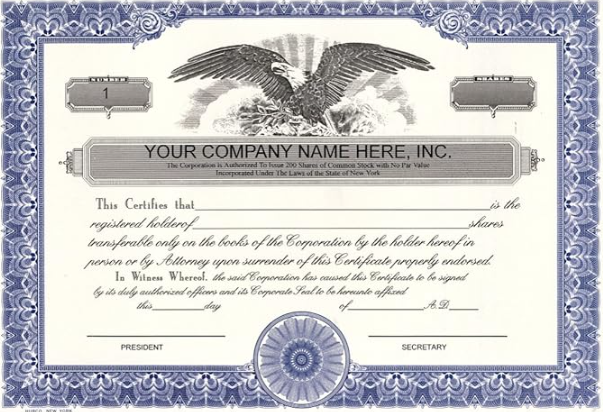 NUMBER
SHARES
1
YOUR COMPANY NAME HERE, INC.
The Corporation is Authorized To Issue 200 Shares of Common Stock with No Par Value
Incorporated Under The Laws of the State of New York
This Certifies that is the
registered holder of shares
transferable only on the books of the Corporation by the holder hereof in
person or by Attorney upon surrender of this Certificate properly endorsed.
In Witness Whereof, the said Corporation has caused this Certificate to be signed
by its duly authorized officers and its Corporate Seal to be hereunto affixed
this day of A.D.
PRESIDENT
SECRETARY